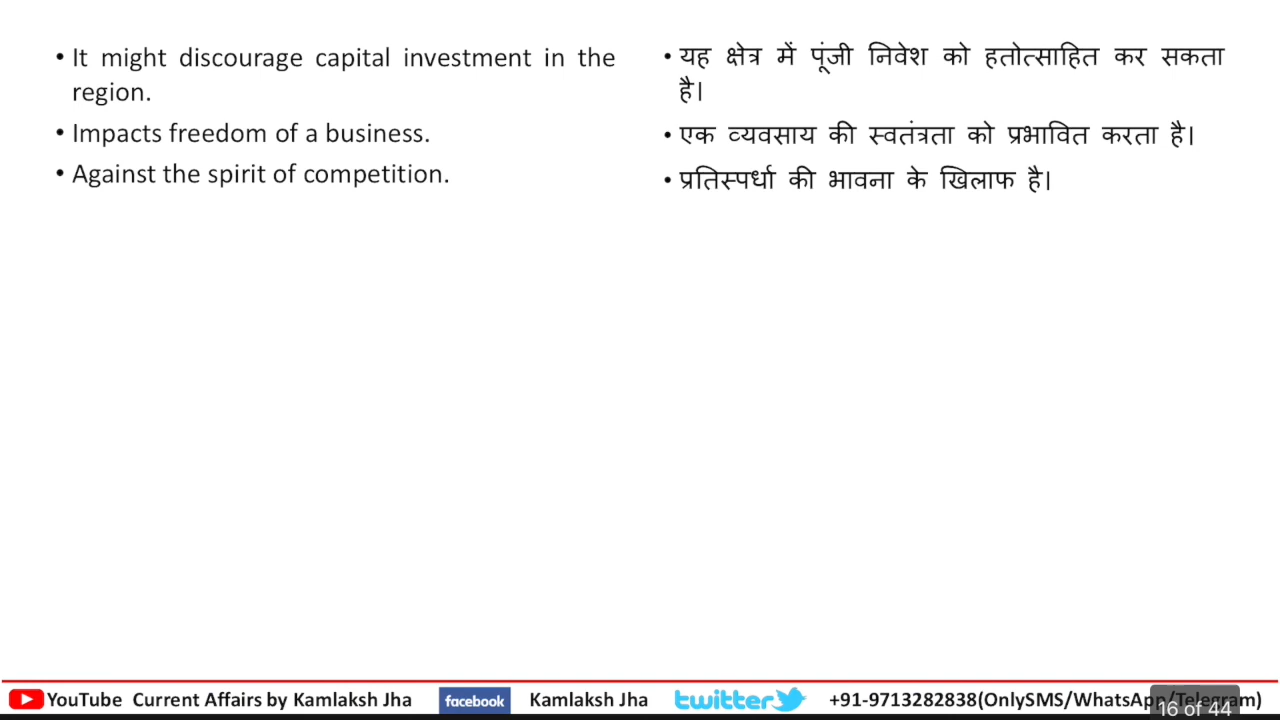 • It might discourage capital investment in the
region.
• Impacts freedom of a business.
• Against the spirit of competition.
• यह क्षेत्र में पूंजी निवेश को हतोत्साहित कर सकता
है।
• एक व्यवसाय की स्वतंत्रता को प्रभावित करता है।
• प्रतिस्पर्धा की भावना के खिलाफ है।
YouTube Current Affairs by Kamlaksh Jha facebook Kamlaksh Jha twitter +91-9713282838(OnlySMS/WhatsApp/Telegram)
16 of 44